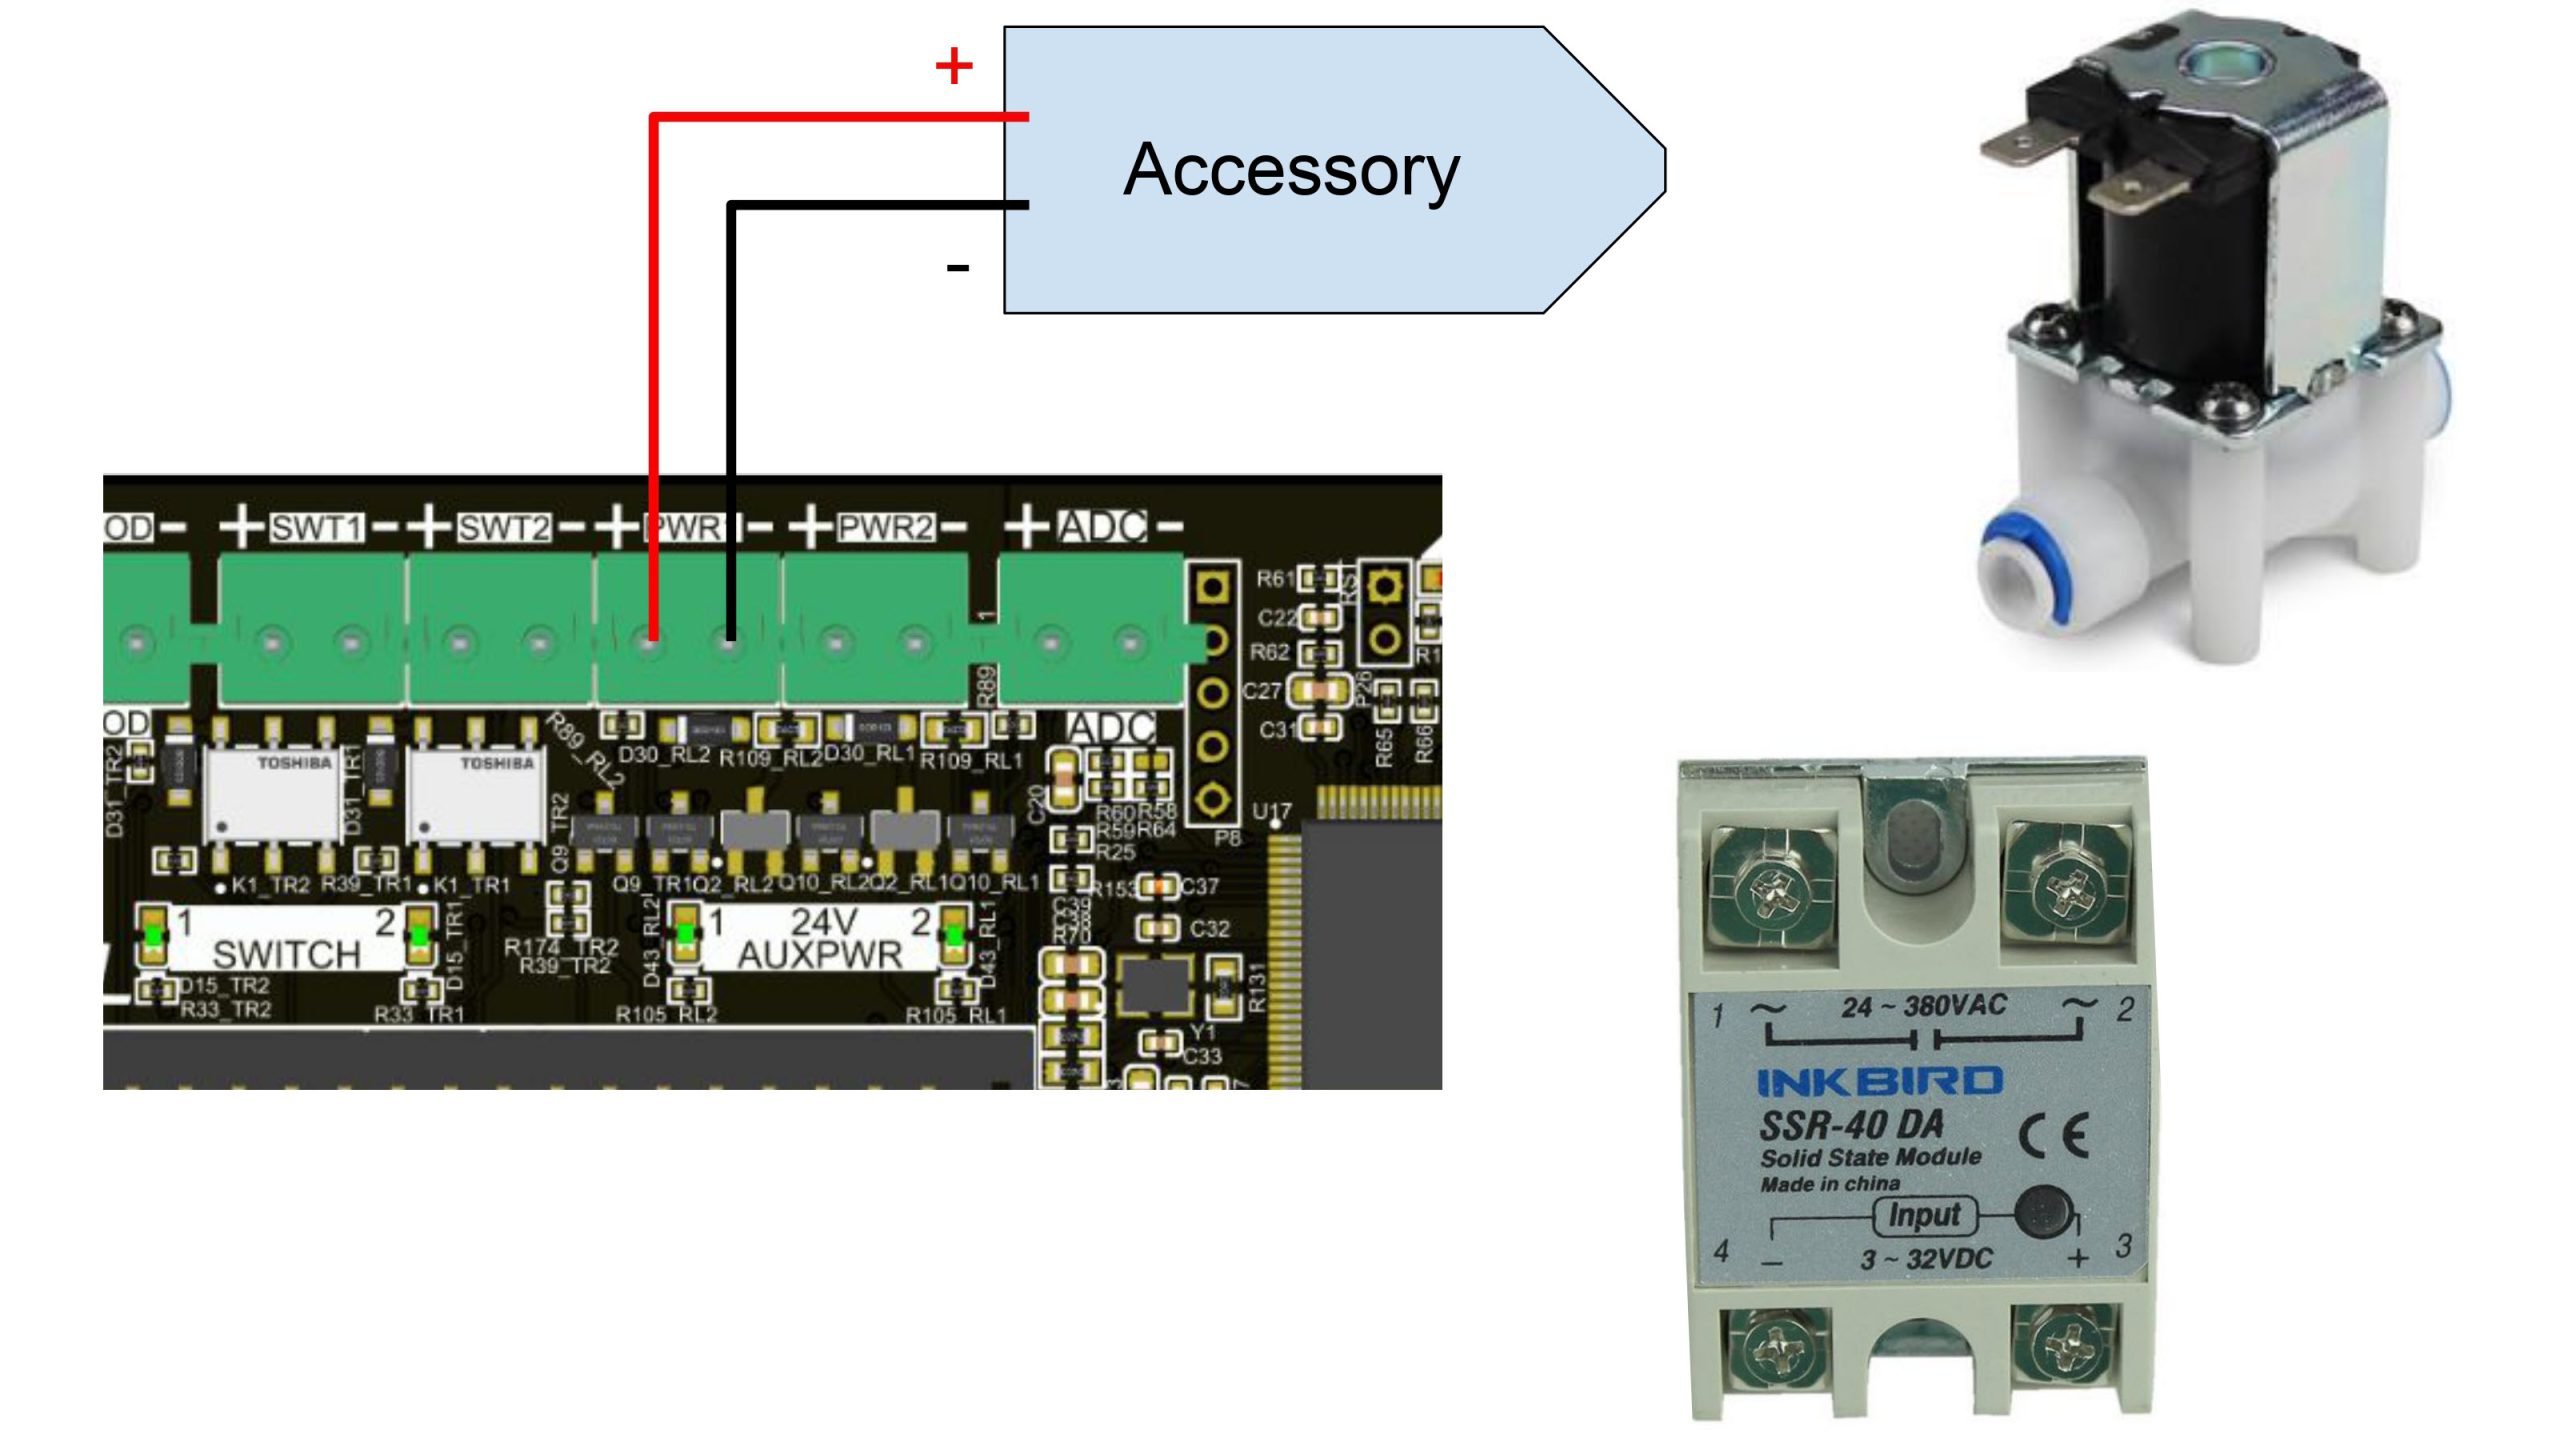 +
Accessory
-
OD - + SWT1 - + SWT2 - + PWR1 - + PWR2 - + ADC -
1
R89
OD
ADC
R61
C22
R62
C27
C31
R1
P26
R65
R66
D31_TR2
TOSHIBA
D31_TR1
TOSHIBA
R89_RL2
D30_RL2
R109_RL2
D30_RL1
R109_RL1
C20
R60 R58
R59 R64
R25
U17
P8
Q9_TR2
K1_TR2
R39_TR1
K1_TR1
Q9_TR1
Q2_RL2
Q10_RL2
Q2_RL1
Q10_RL1
R153
C37
C39
C32
R70
1 SWITCH 2
D15_TR1
R174_TR2
R39_TR2
D43_RL2
1 24V 2
AUXPWR
D43_RL1
D15_TR2
R33_TR2
R33_TR1
R105_RL2
R105_RL1
R131
Y1
C33
1 ~ 24 ~ 380VAC ~ 2
INKBIRD
SSR-40 DA
CE
Solid State Module
Made in china
Input
4 - 3 ~ 32VDC + 3